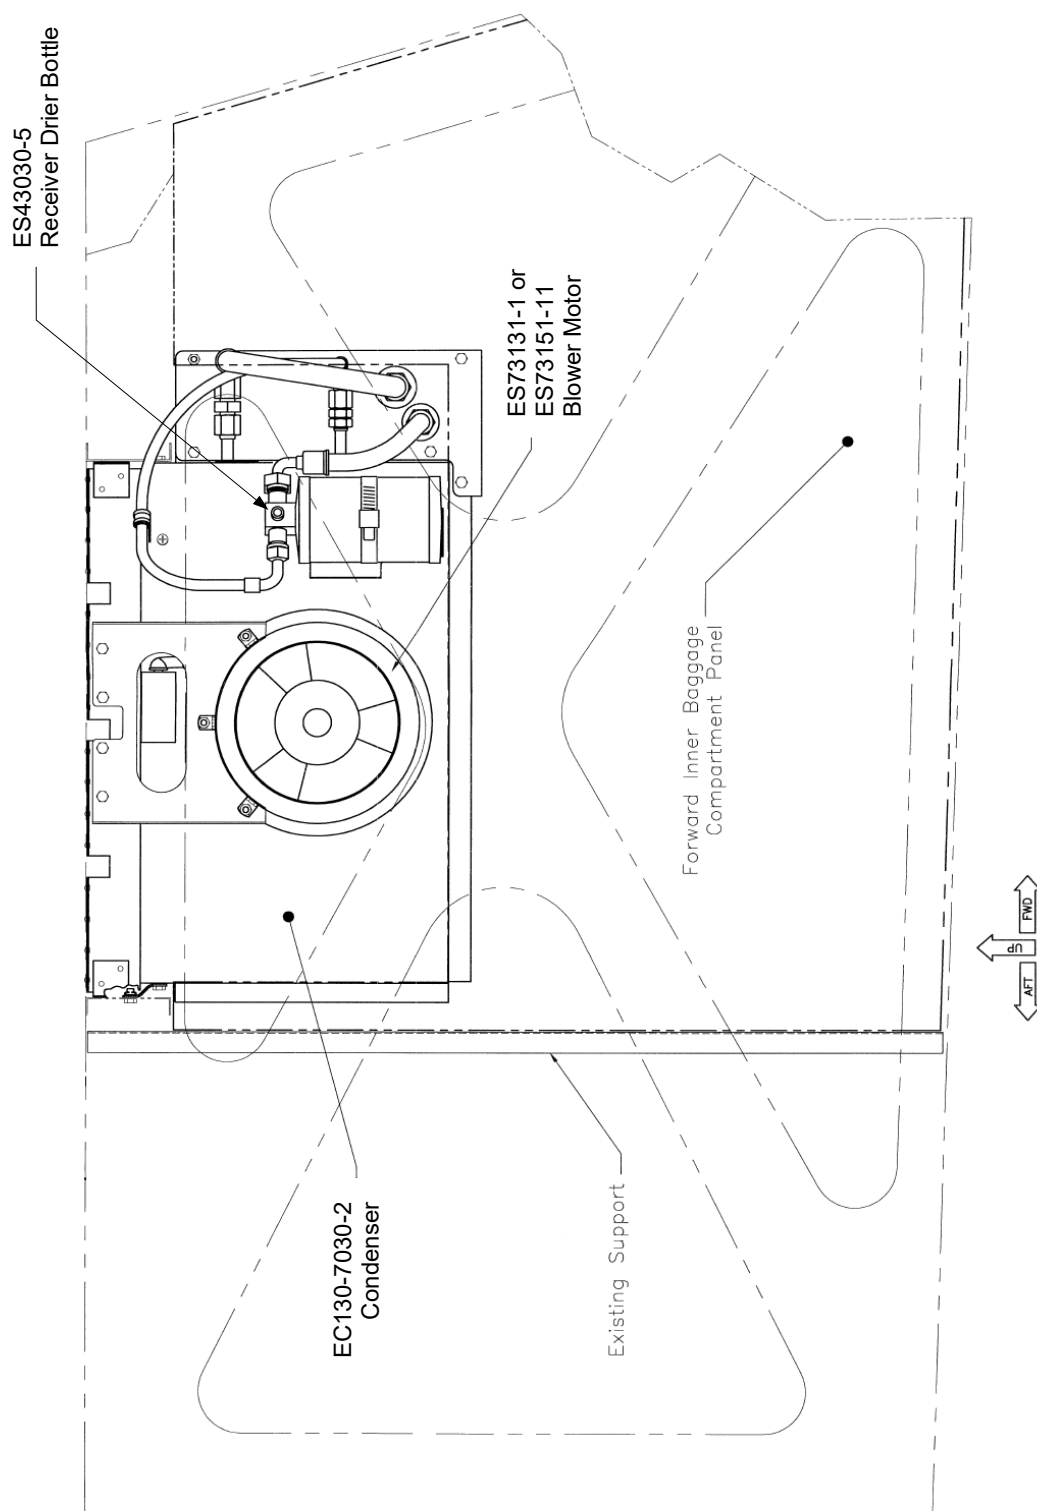 ES43030-5
Receiver Drier Bottle
ES73131-1 or
ES73151-11
Blower Motor
Forward Inner Baggage
Compartment Panel
EC130-7030-2
Condenser
Existing Support
AFT
UP
FWD